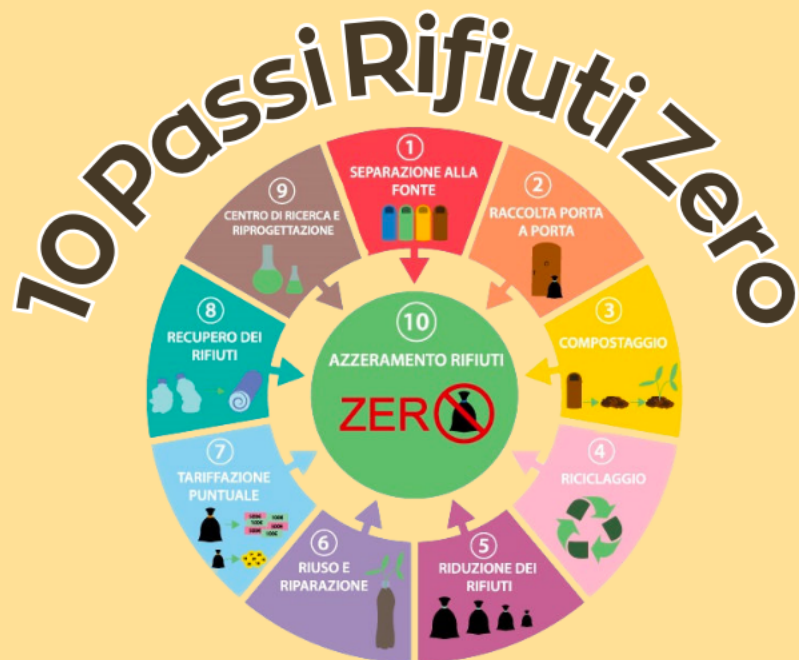 10 Passi Rifiuti Zero
1
SEPARAZIONE ALLA
FONTE
2
RACCOLTA PORTA
A PORTA
3
COMPOSTAGGIO
4
RICICLAGGIO
5
RIDUZIONE DEI
RIFIUTI
6
RIUSO E
RIPARAZIONE
7
TARIFFAZIONE
PUNTUALE
8
RECUPERO DEI
RIFIUTI
9
CENTRO DI RICERCA E
RIPROGETTAZIONE
10
AZZERAMENTO RIFIUTI
ZER